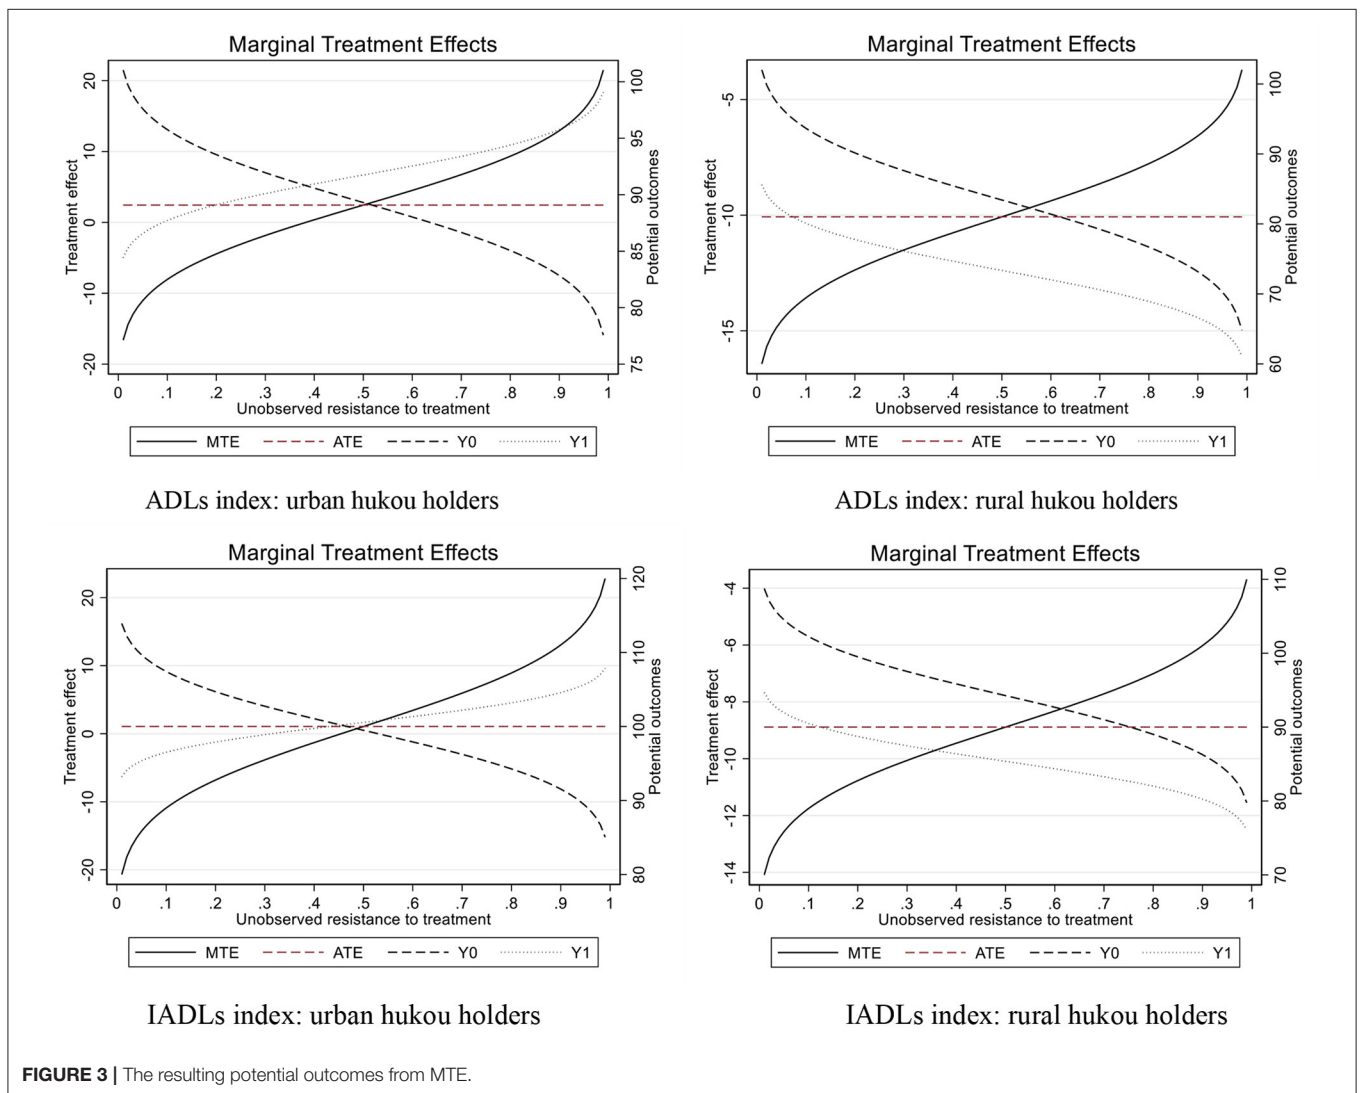 Marginal Treatment Effects
Treatment effect
20
10
0
-10
-20
100
95
90
85
80
75
Potential outcomes
0 .1 .2 .3 .4 .5 .6 .7 .8 .9 1
Unobserved resistance to treatment
MTE ATE Y0 Y1
ADLs index: urban hukou holders
Marginal Treatment Effects
Treatment effect
-5
-10
-15
100
90
80
70
60
Potential outcomes
0 .1 .2 .3 .4 .5 .6 .7 .8 .9 1
Unobserved resistance to treatment
MTE ATE Y0 Y1
ADLs index: rural hukou holders
Marginal Treatment Effects
Treatment effect
20
10
0
-10
-20
120
110
100
90
80
Potential outcomes
0 .1 .2 .3 .4 .5 .6 .7 .8 .9 1
Unobserved resistance to treatment
MTE ATE Y0 Y1
IADLs index: urban hukou holders
Marginal Treatment Effects
Treatment effect
-4
-6
-8
-10
-12
-14
110
100
90
80
70
Potential outcomes
0 .1 .2 .3 .4 .5 .6 .7 .8 .9 1
Unobserved resistance to treatment
MTE ATE Y0 Y1
IADLs index: rural hukou holders
FIGURE 3 | The resulting potential outcomes from MTE.